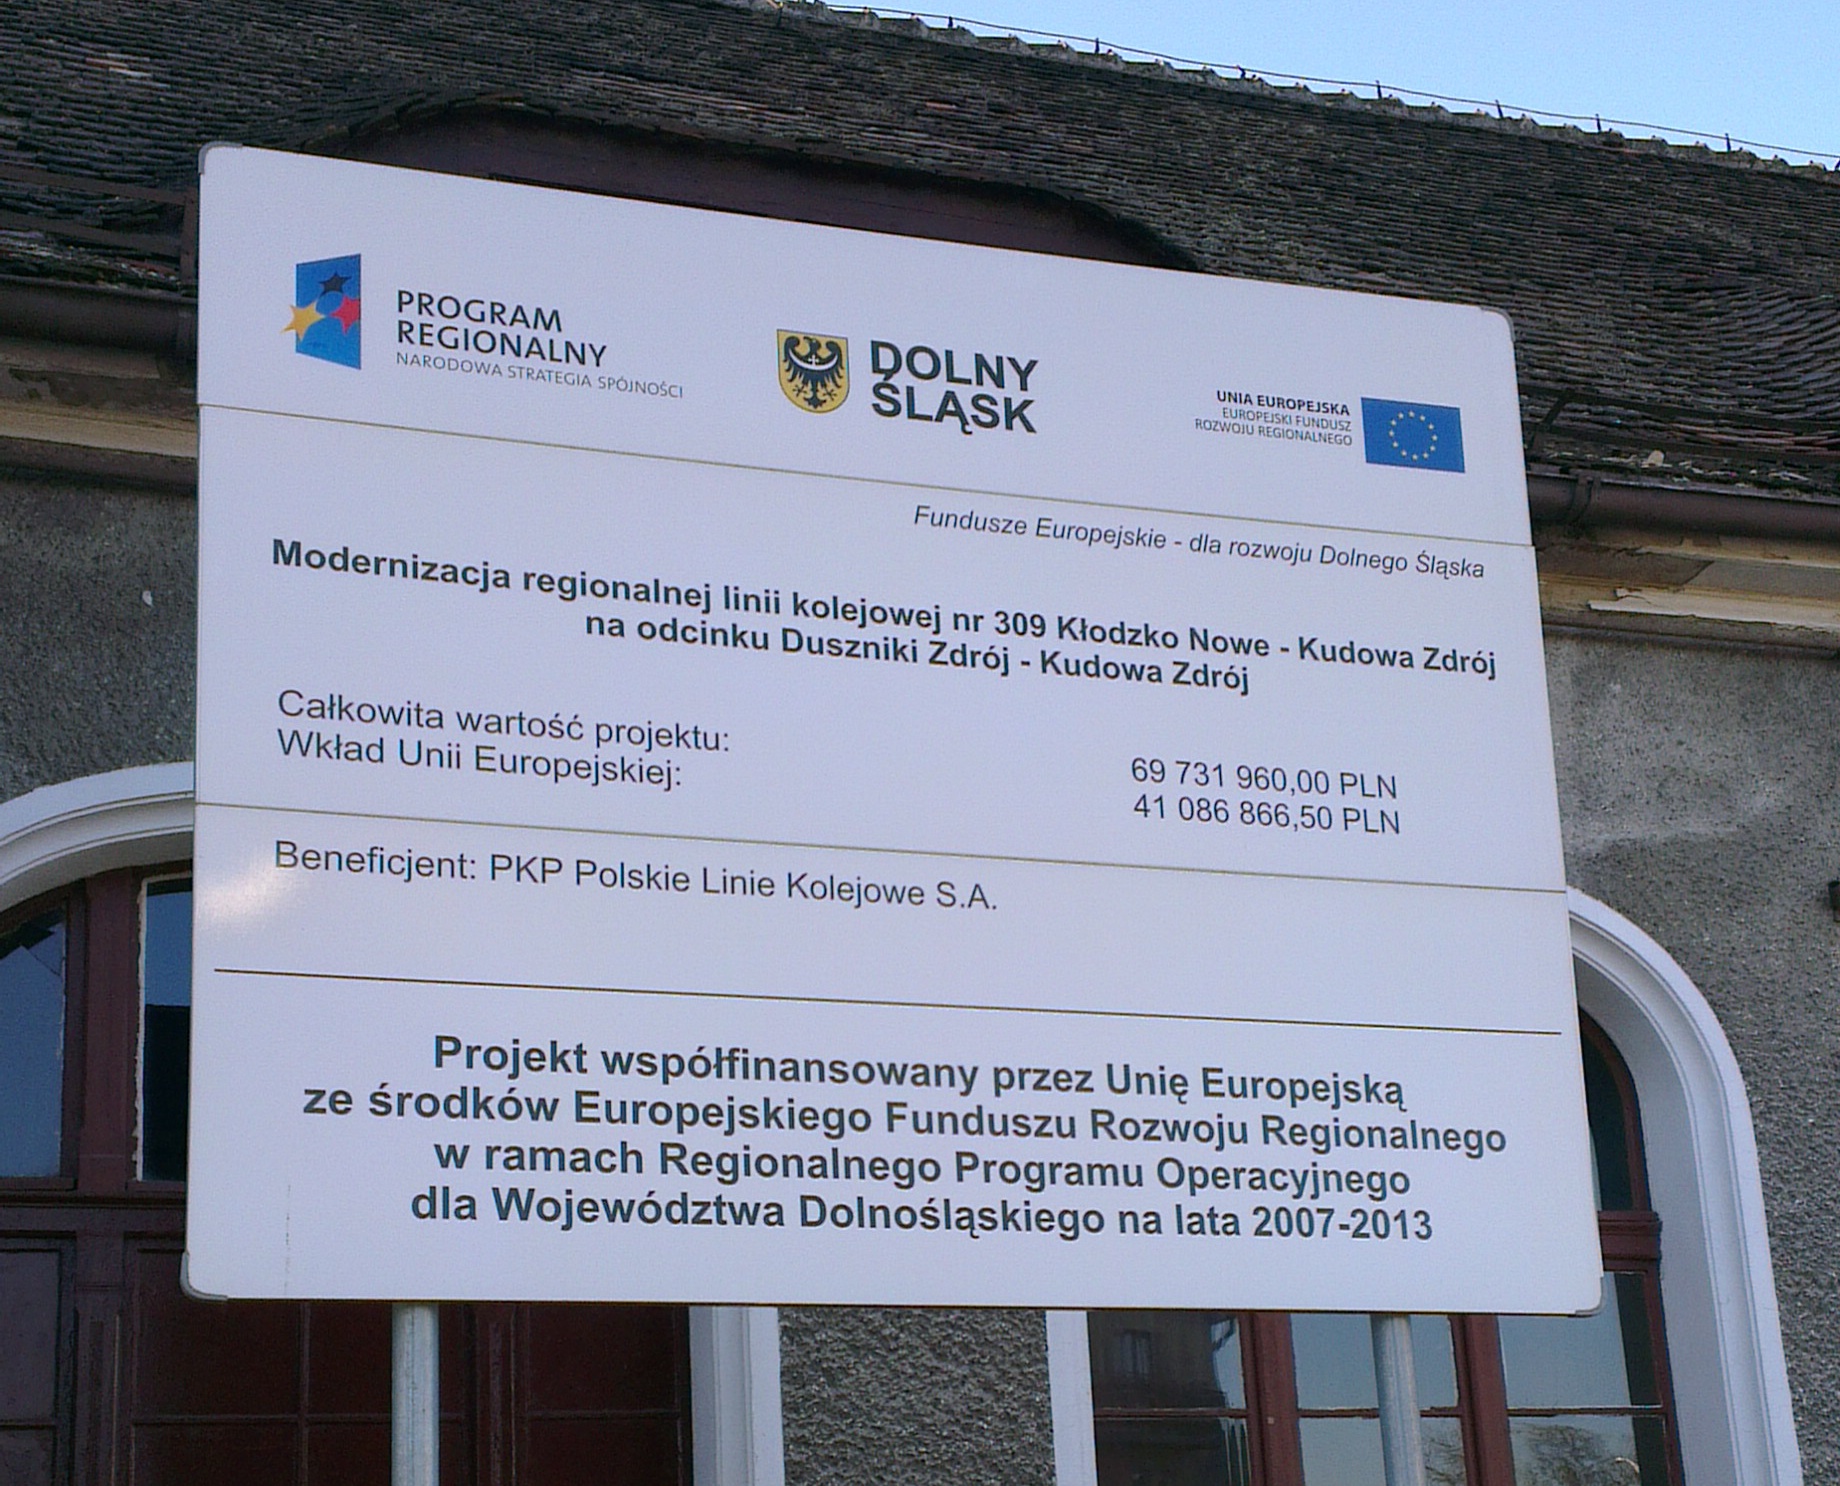 PROGRAM
REGIONALNY
NARODOWA STRATEGIA SPÓJNOŚCI
DOLNY
ŚLĄSK
UNIA EUROPEJSKA
EUROPEJSKI FUNDUSZ
ROZWOJU REGIONALNEGO
Fundusze Europejskie - dla rozwoju Dolnego Śląska
Modernizacja regionalnej linii kolejowej nr 309 Kłodzko Nowe - Kudowa Zdrój
na odcinku Duszniki Zdrój - Kudowa Zdrój
Całkowita wartość projektu: 69 731 960,00 PLN
Wkład Unii Europejskiej: 41 086 866,50 PLN
Beneficjent: PKP Polskie Linie Kolejowe S.A.
Projekt współfinansowany przez Unię Europejską
ze środków Europejskiego Funduszu Rozwoju Regionalnego
w ramach Regionalnego Programu Operacyjnego
dla Województwa Dolnośląskiego na lata 2007-2013